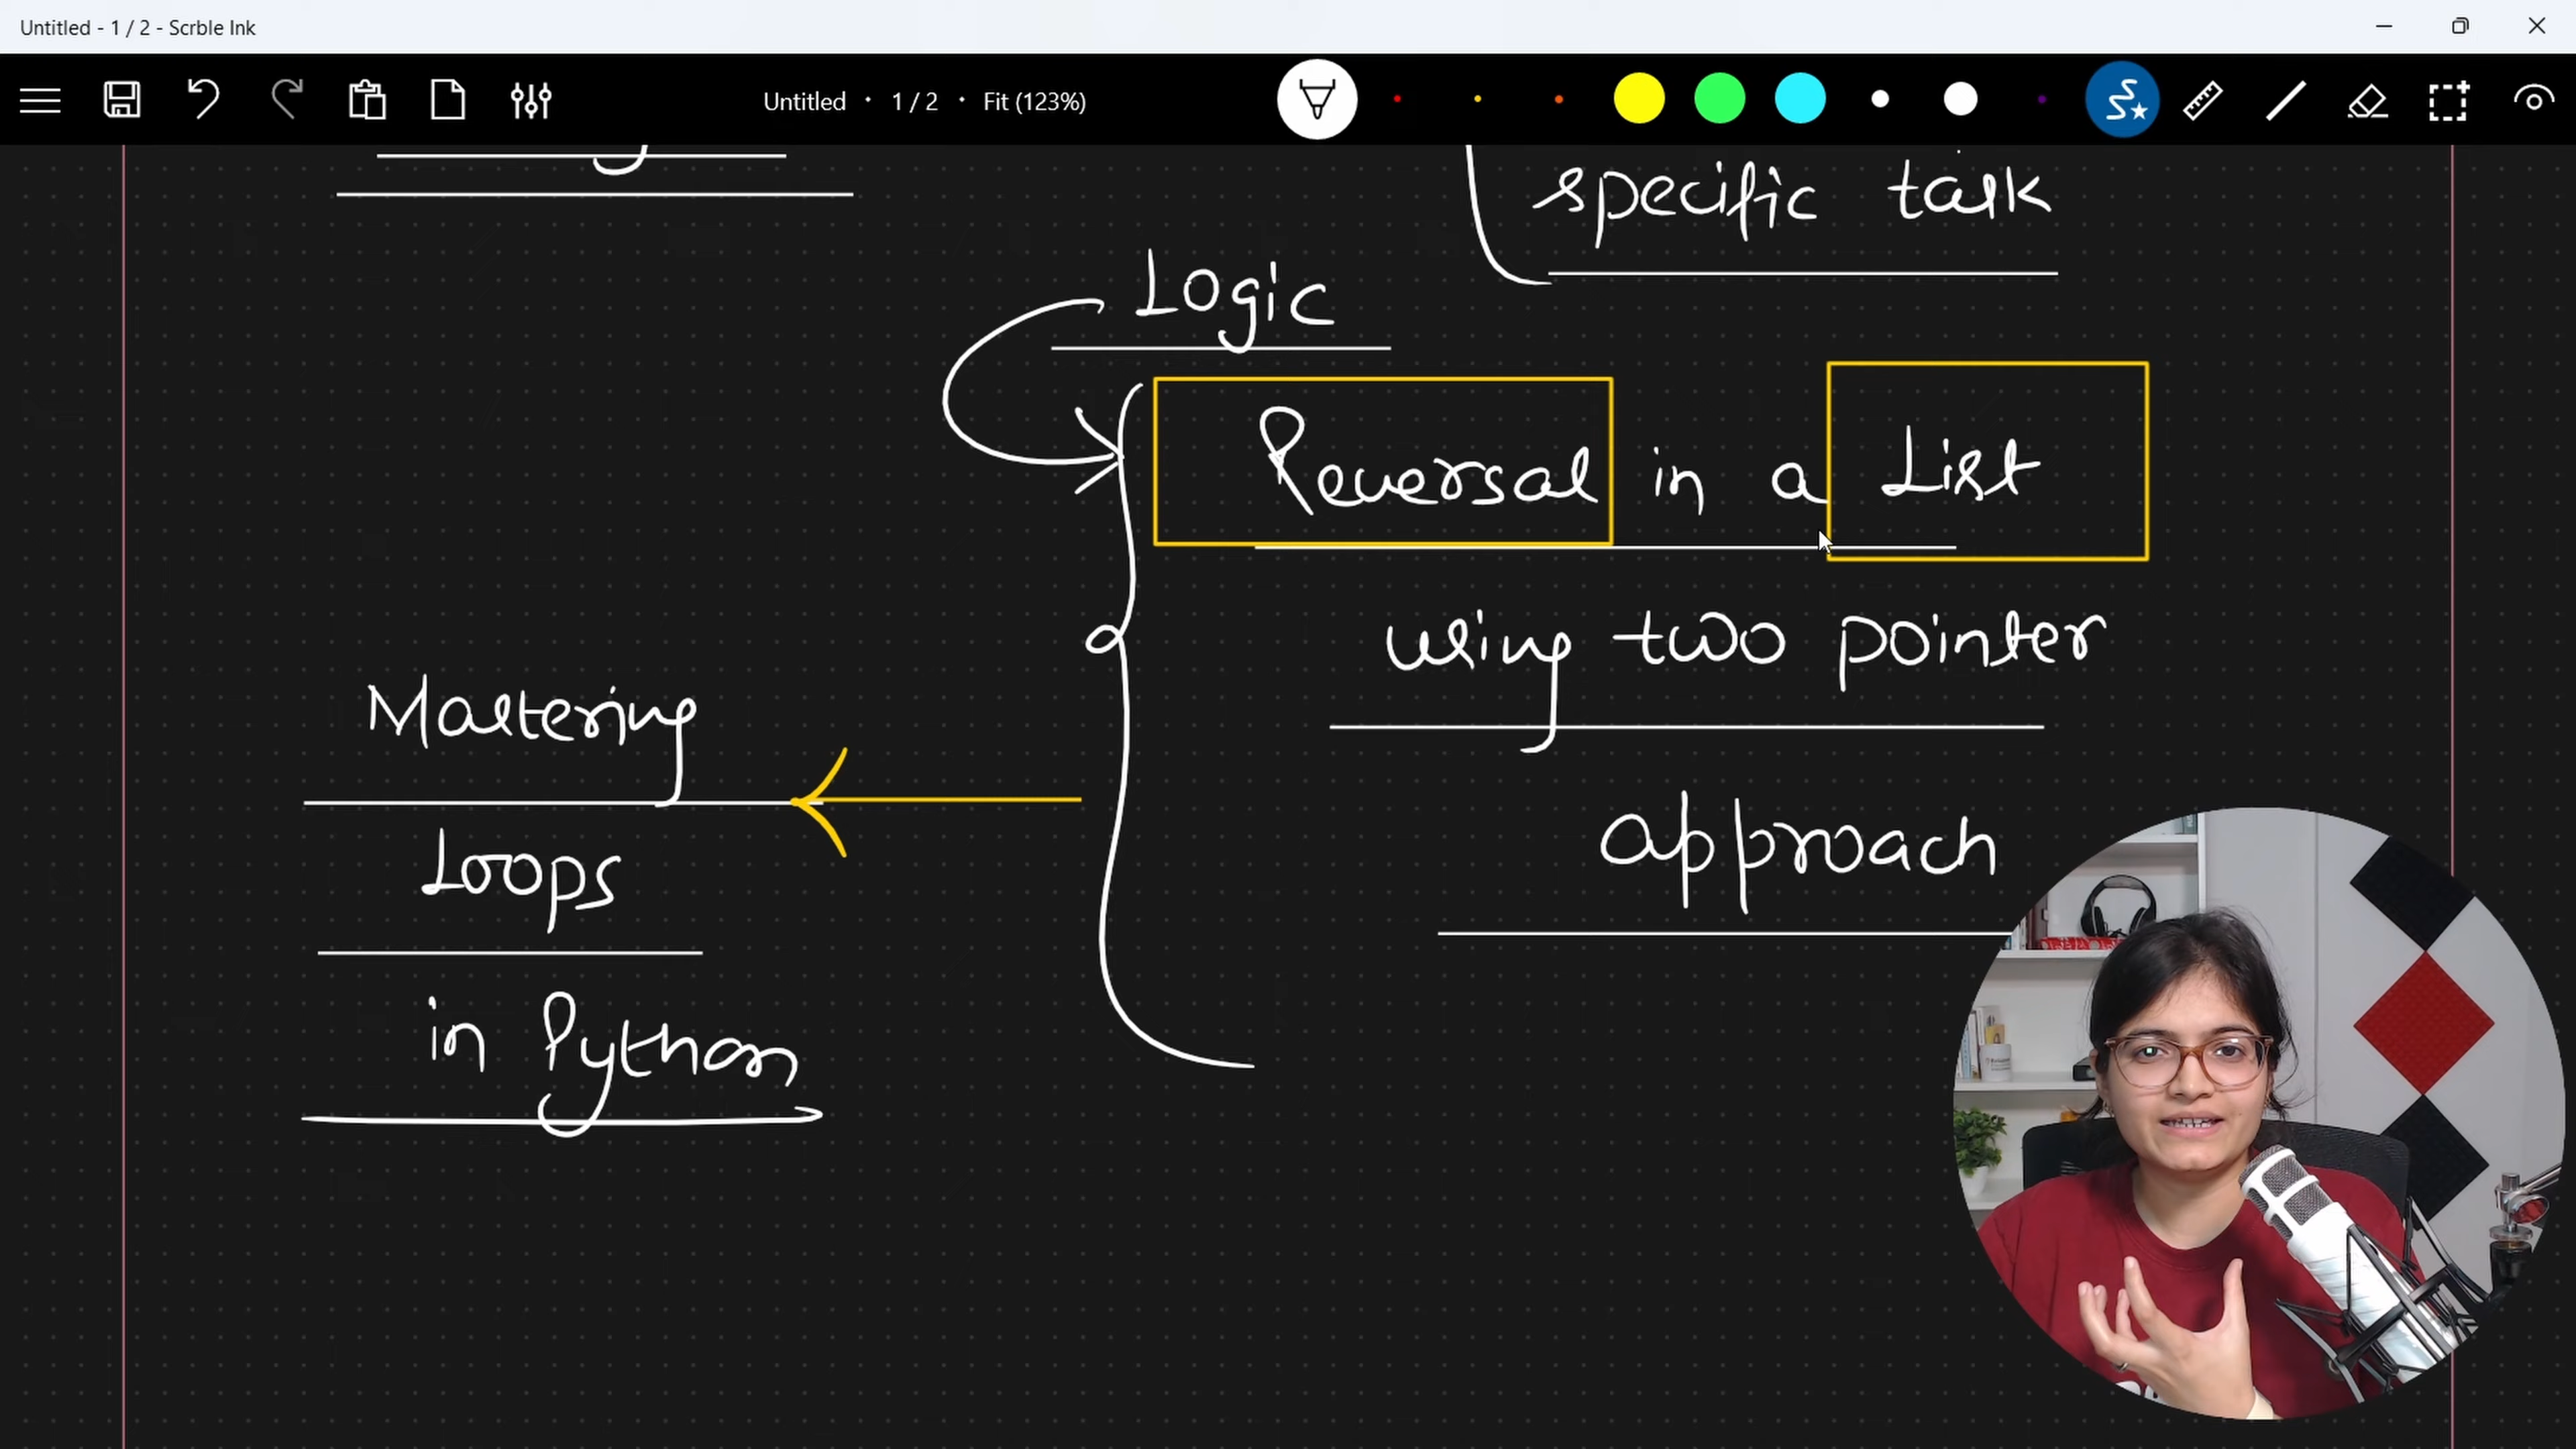 Untitled - 1 / 2 - Scrble Ink
Untitled • 1 / 2 • Fit (123%)
specific task
Logic
Reversal in a List
using two pointer
approach
Mastering
Loops
in Python